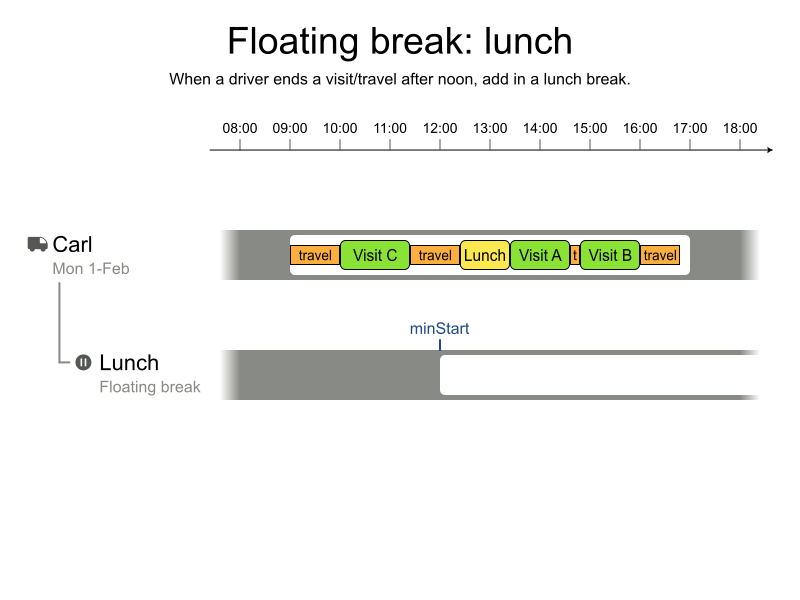 Floating break: lunch
When a driver ends a visit/travel after noon, add in a lunch break.
08:00 09:00 10:00 11:00 12:00 13:00 14:00 15:00 16:00 17:00 18:00
Carl
Mon 1-Feb
travel Visit C travel Lunch Visit A t Visit B travel
minStart
Lunch
Floating break